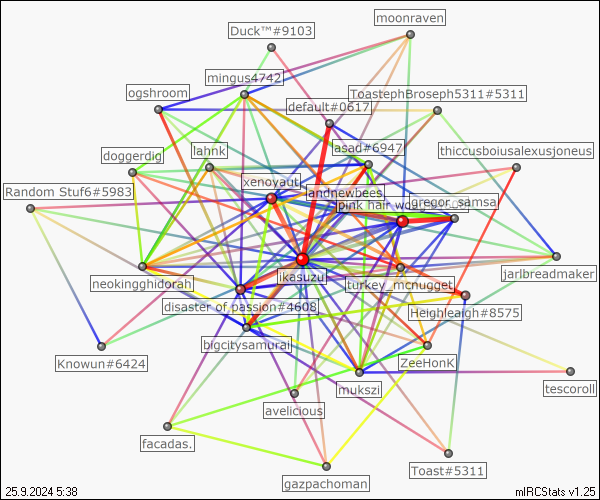 moonraven
Duck™#9103
mingus4742
ogshroom
ToastephBroseph5311#5311
default#0617
asad#6947
lahnk
thiccusboiusalexusjoneus
doggerdig
xenoyaut
Random Stuf6#5983
andnewbees
pink hair
gregor_samsa
ikasuzu
neokingghidorah
turkey_mcnugget
jarlbreadmaker
disaster of passion#4608
Heighleaigh#8575
bigcitysamurai
Knowun#6424
ZeeHonK
mukszi
tescoroll
avelicious
facadas.
Toast#5311
gazpachoman
25.9.2024 5:38
mIRCStats v1.25